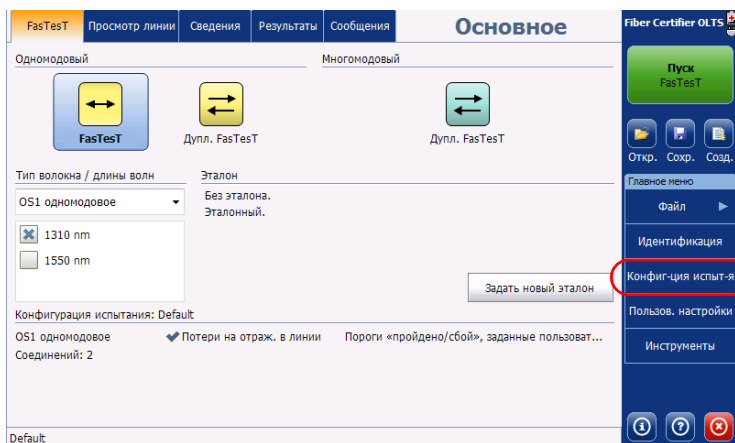 FasTesT
Просмотр линии
Сведения
Результаты
Сообщения
Основное
Fiber Certifier OLTS
Одномодовый
Многомодовый
FasTesT
Дупл. FasTesT
Дупл. FasTesT
Пуск
FasTesT
Откр.
Сохр.
Созд.
Тип волокна / длины волн
Эталон
OS1 одномодовое
Без эталона.
Эталонный.
1310 nm
1550 nm
Задать новый эталон
Главное меню
Файл
Идентификация
Конфиг-ция испыт-я
Пользов. настройки
Инструменты
Конфигурация испытания: Default
OS1 одномодовое
Потери на отраж. в линии
Пороги «пройдено/сбой», заданные пользоват...
Соединений: 2
Default